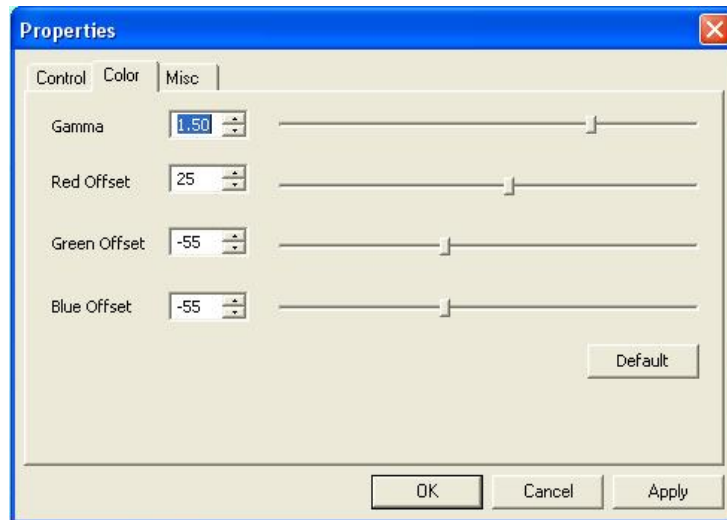 Properties
Control Color Misc
Gamma 1.50
Red Offset 25
Green Offset -55
Blue Offset -55
Default
OK Cancel Apply